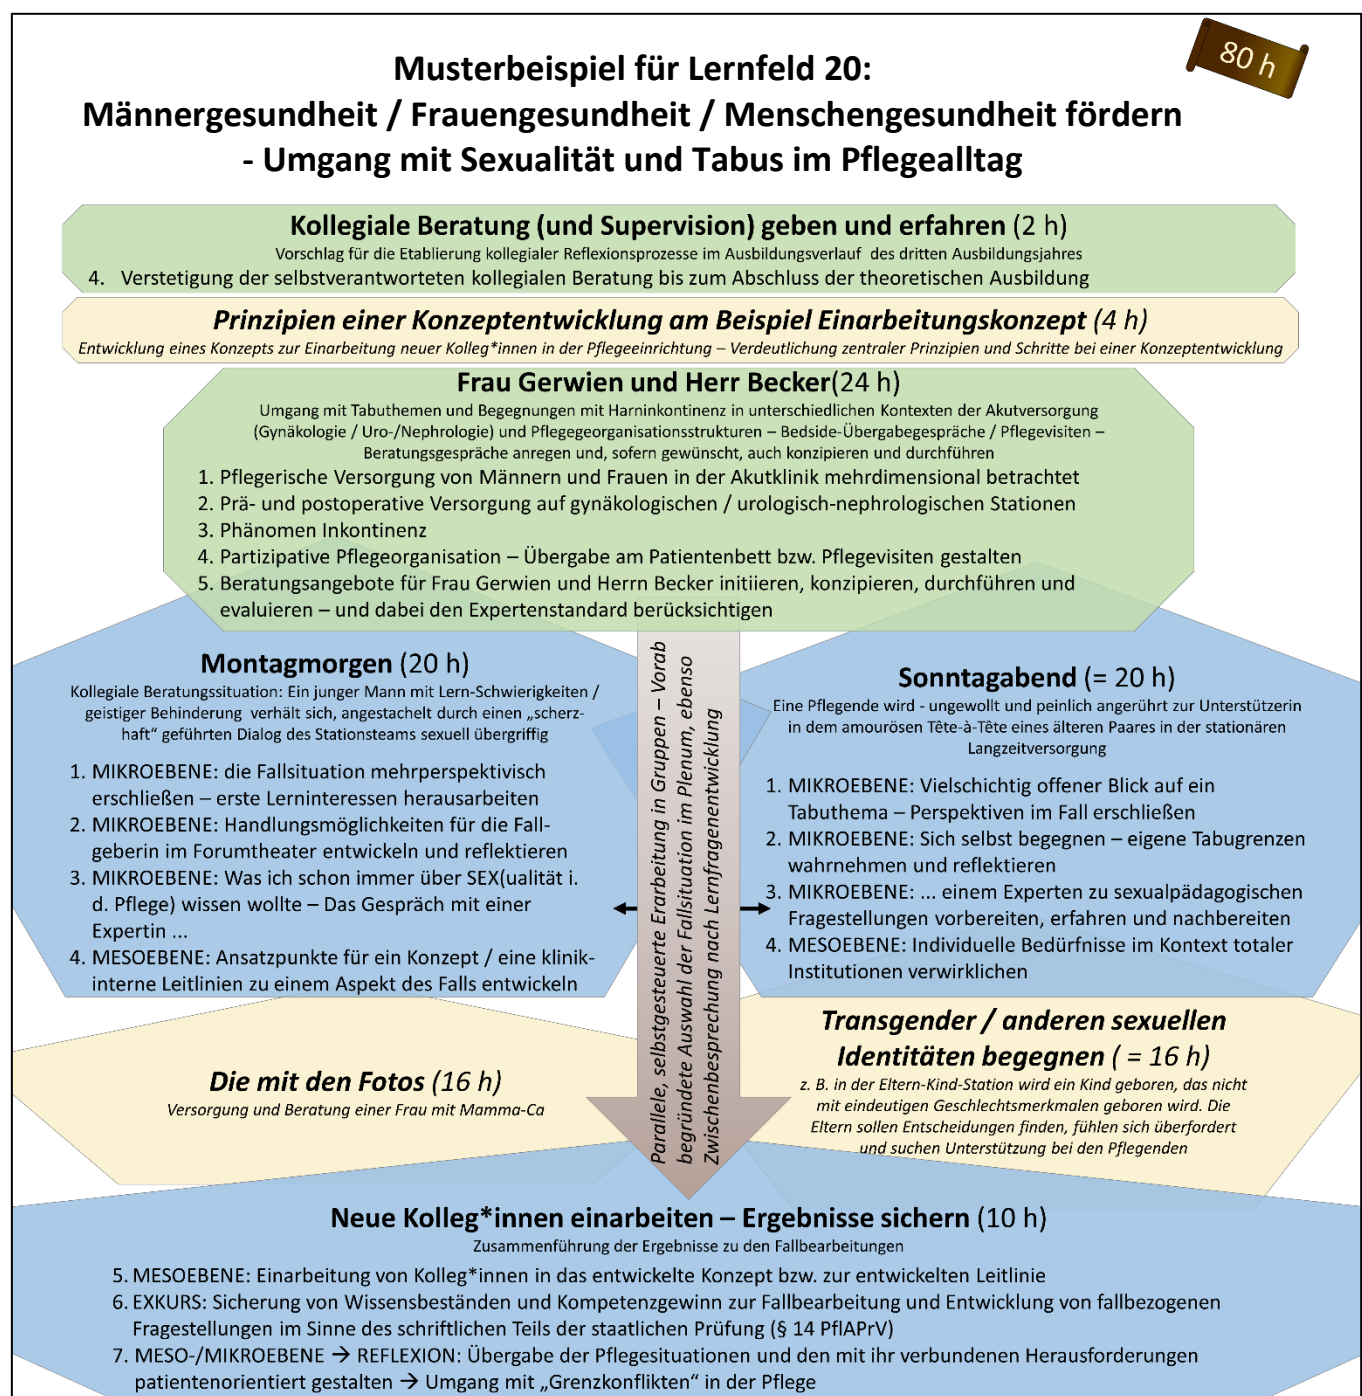 80 h
Musterbeispiel für Lernfeld 20:
Männergesundheit / Frauengesundheit / Menschengesundheit fördern
- Umgang mit Sexualität und Tabus im Pflegealltag
Kollegiale Beratung (und Supervision) geben und erfahren (2 h)
Vorschlag für die Etablierung kollegialer Reflexionsprozesse im Ausbildungsverlauf des dritten Ausbildungsjahres
4. Verstetigung der selbstverantworteten kollegialen Beratung bis zum Abschluss der theoretischen Ausbildung
Prinzipien einer Konzeptentwicklung am Beispiel Einarbeitungskonzept (4 h)
Entwicklung eines Konzepts zur Einarbeitung neuer Kolleg*innen in der Pflegeeinrichtung – Verdeutlichung zentraler Prinzipien und Schritte bei einer Konzeptentwicklung
Frau Gerwien und Herr Becker(24 h)
Umgang mit Tabuthemen und Begegnungen mit Harninkontinenz in unterschiedlichen Kontexten der Akutversorgung
(Gynäkologie / Uro-/Nephrologie) und Pflegegeorganisationsstrukturen – Bedside-Übergabegespräche / Pflegevisiten –
Beratungsgespräche anregen und, sofern gewünscht, auch konzipieren und durchführen
1. Pflegerische Versorgung von Männern und Frauen in der Akutklinik mehrdimensional betrachtet
2. Prä- und postoperative Versorgung auf gynäkologischen / urologisch-nephrologischen Stationen
3. Phänomen Inkontinenz
4. Partizipative Pflegeorganisation – Übergabe am Patientenbett bzw. Pflegevisiten gestalten
5. Beratungsangebote für Frau Gerwien und Herrn Becker initiieren, konzipieren, durchführen und
evaluieren – und dabei den Expertenstandard berücksichtigen
Montagmorgen (20 h)
Kollegiale Beratungssituation: Ein junger Mann mit Lern-Schwierigkeiten /
geistiger Behinderung verhält sich, angestachelt durch einen „scherz-
haft“ geführten Dialog des Stationsteams sexuell übergriffig
1. MIKROEBENE: die Fallsituation mehrperspektivisch
erschließen – erste Lerninteressen herausarbeiten
2. MIKROEBENE: Handlungsmöglichkeiten für die Fall-
geberin im Forumtheater entwickeln und reflektieren
3. MIKROEBENE: Was ich schon immer über SEX(ualität i.
d. Pflege) wissen wollte – Das Gespräch mit einer
Expertin ...
4. MESOEBENE: Ansatzpunkte für ein Konzept / eine klinik-
interne Leitlinien zu einem Aspekt des Falls entwickeln
Parallele, selbstgesteuerte Erarbeitung in Gruppen – Vorab
begründete Auswahl der Fallsituation im Plenum, ebenso
Zwischenbesprechung nach Lernfragenentwicklung
Sonntagabend (= 20 h)
Eine Pflegende wird - ungewollt und peinlich angerührt zur Unterstützerin
in dem amourösen Tête-à-Tête eines älteren Paares in der stationären
Langzeitversorgung
1. MIKROEBENE: Vielschichtig offener Blick auf ein
Tabuthema – Perspektiven im Fall erschließen
2. MIKROEBENE: Sich selbst begegnen – eigene Tabugrenzen
wahrnehmen und reflektieren
3. MIKROEBENE: ... einem Experten zu sexualpädagogischen
Fragestellungen vorbereiten, erfahren und nachbereiten
4. MESOEBENE: Individuelle Bedürfnisse im Kontext totaler
Institutionen verwirklichen
Die mit den Fotos (16 h)
Versorgung und Beratung einer Frau mit Mamma-Ca
Transgender / anderen sexuellen
Identitäten begegnen ( = 16 h)
z. B. in der Eltern-Kind-Station wird ein Kind geboren, das nicht
mit eindeutigen Geschlechtsmerkmalen geboren wird. Die
Eltern sollen Entscheidungen finden, fühlen sich überfordert
und suchen Unterstützung bei den Pflegenden
Neue Kolleg*innen einarbeiten – Ergebnisse sichern (10 h)
Zusammenführung der Ergebnisse zu den Fallbearbeitungen
5. MESOEBENE: Einarbeitung von Kolleg*innen in das entwickelte Konzept bzw. zur entwickelten Leitlinie
6. EXKURS: Sicherung von Wissensbeständen und Kompetenzgewinn zur Fallbearbeitung und Entwicklung von fallbezogenen
Fragestellungen im Sinne des schriftlichen Teils der staatlichen Prüfung (§ 14 PflAPrV)
7. MESO-/MIKROEBENE → REFLEXION: Übergabe der Pflegesituationen und den mit ihr verbundenen Herausforderungen
patientenorientiert gestalten → Umgang mit „Grenzkonflikten“ in der Pflege